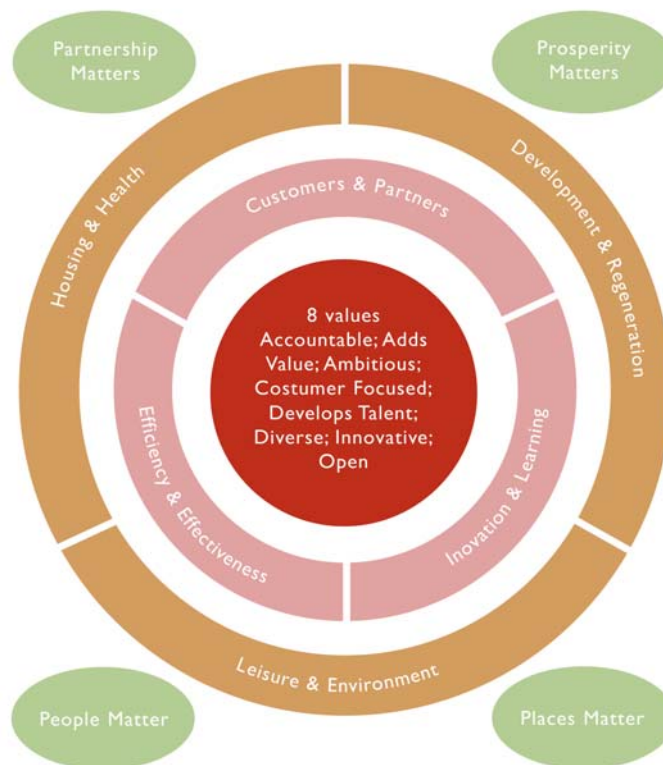 Partnership
Matters
Prosperity
Matters
Housing & Health
Development & Regeneration
Customers & Partners
8 values
Accountable; Adds
Value; Ambitious;
Costumer Focused;
Develops Talent;
Diverse; Innovative;
Open
Efficiency & Effectiveness
Inovation & Learning
Leisure & Environment
People Matter
Places Matter